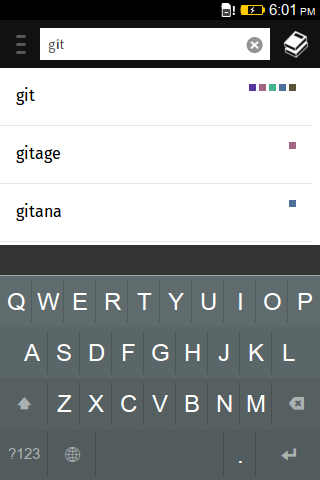 6:01 PM
git
git
gitage
gitana
Q W E R T Y U I O P
A S D F G H J K L
Z X C V B N M
?123 .